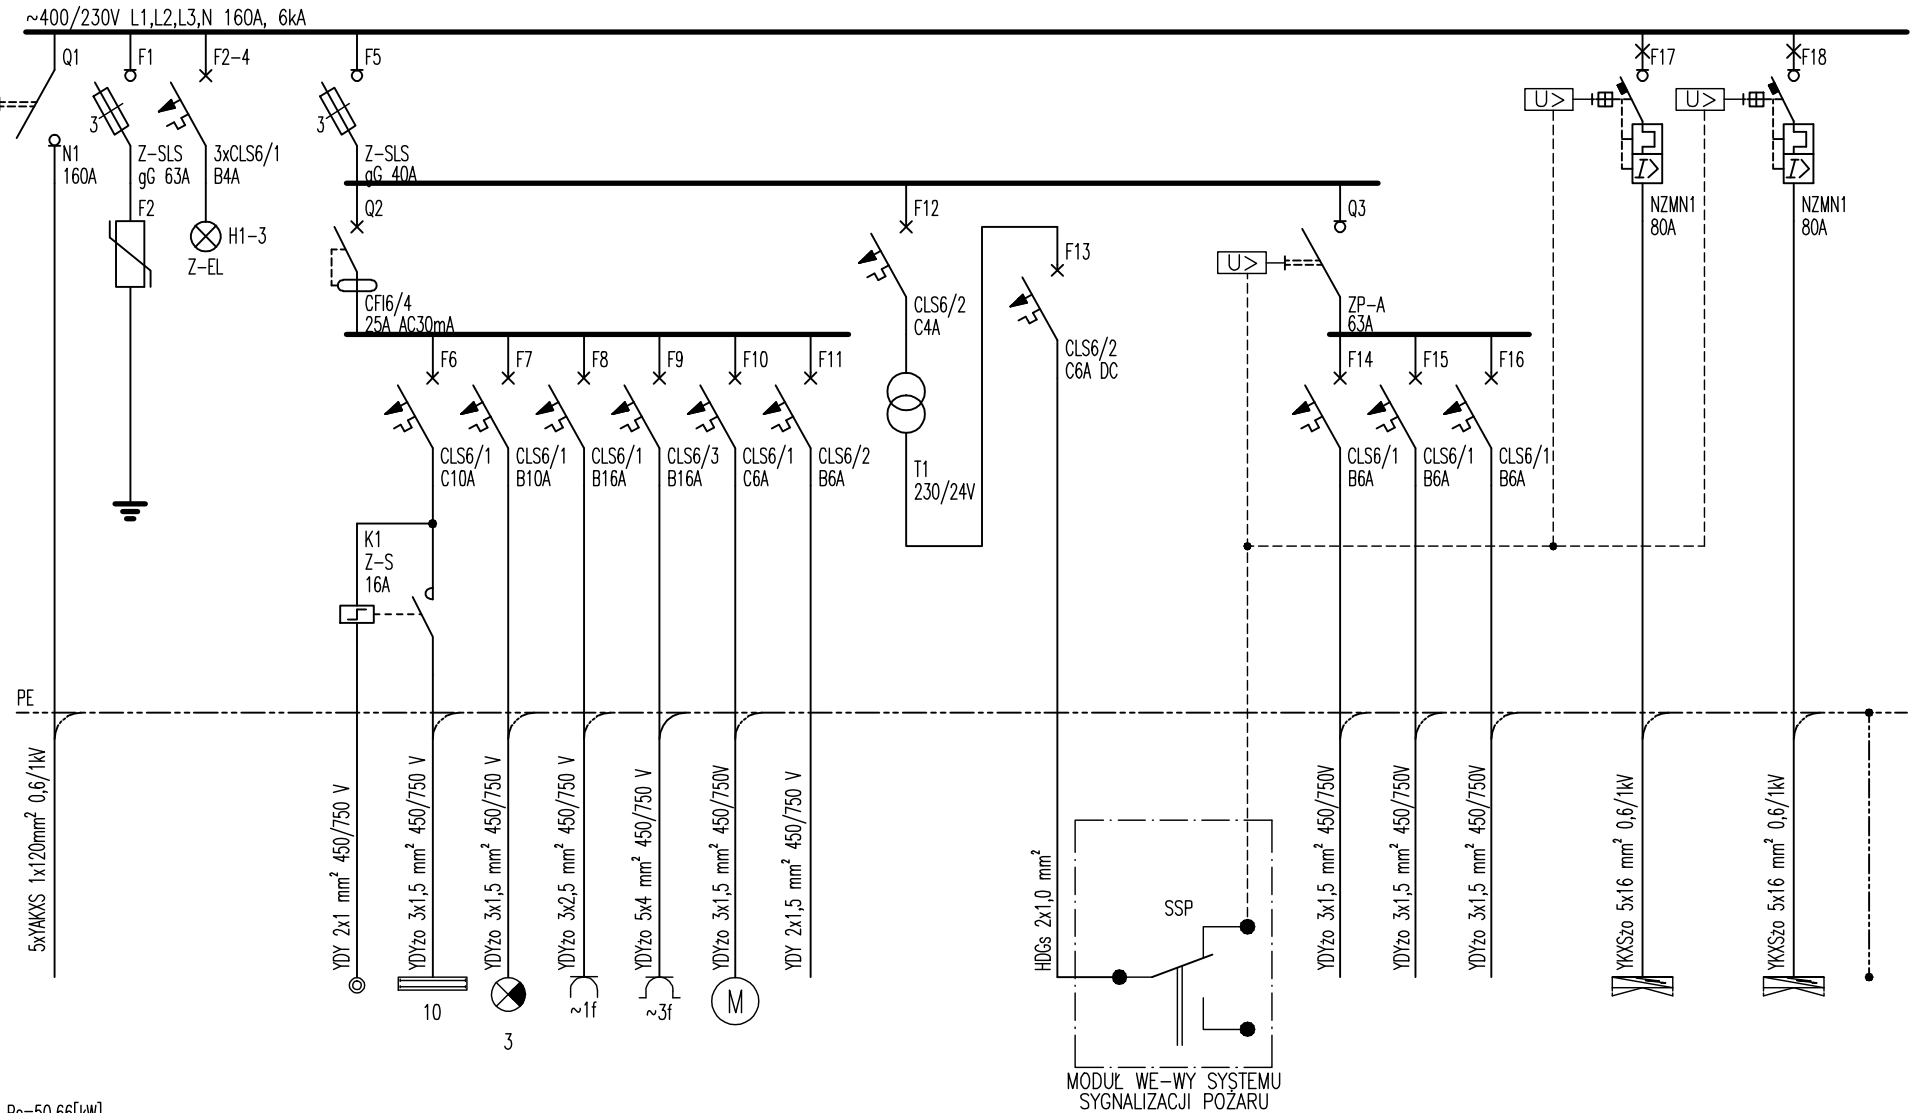 ~400/230V L1,L2,L3,N 160A, 6kA
Q1
F1
F2-4
F5
F17
F18
U>
U>
3
3
N1
160A
Z-SLS
gG 63A
3xCLS6/1
B4A
Z-SLS
gG 40A
I>
I>
F2
H1-3
Z-EL
Q2
F12
F13
Q3
NZMN1
80A
NZMN1
80A
U>
CFI6/4
25A AC30mA
CLS6/2
C4A
ZP-A
63A
CLS6/2
C6A DC
F6
F7
F8
F9
F10
F11
F14
F15
F16
CLS6/1
C10A
CLS6/1
B10A
CLS6/1
B16A
CLS6/3
B16A
CLS6/1
C6A
CLS6/2
B6A
T1
230/24V
CLS6/1
B6A
CLS6/1
B6A
CLS6/1
B6A
K1
Z-S
16A
PE
5xYAKXS 1x120mm² 0,6/1kV
YDY 2x1 mm² 450/750 V
YDYżo 3x1,5 mm² 450/750 V
YDYżo 3x1,5 mm² 450/750 V
YDYżo 3x2,5 mm² 450/750 V
YDYżo 5x4 mm² 450/750 V
YDYżo 3x1,5 mm² 450/750V
YDY 2x1,5 mm² 450/750 V
HDGs 2x1,0 mm²
YDYżo 3x1,5 mm² 450/750V
YDYżo 3x1,5 mm² 450/750V
YDYżo 3x1,5 mm² 450/750V
YKXSżo 5x16 mm² 0,6/1kV
YKXSżo 5x16 mm² 0,6/1kV
SSP
10
3
~1f
~3f
M
MODUŁ WE-WY SYSTEMU
SYGNALIZACJI POŻARU
Po=50,66[kW]